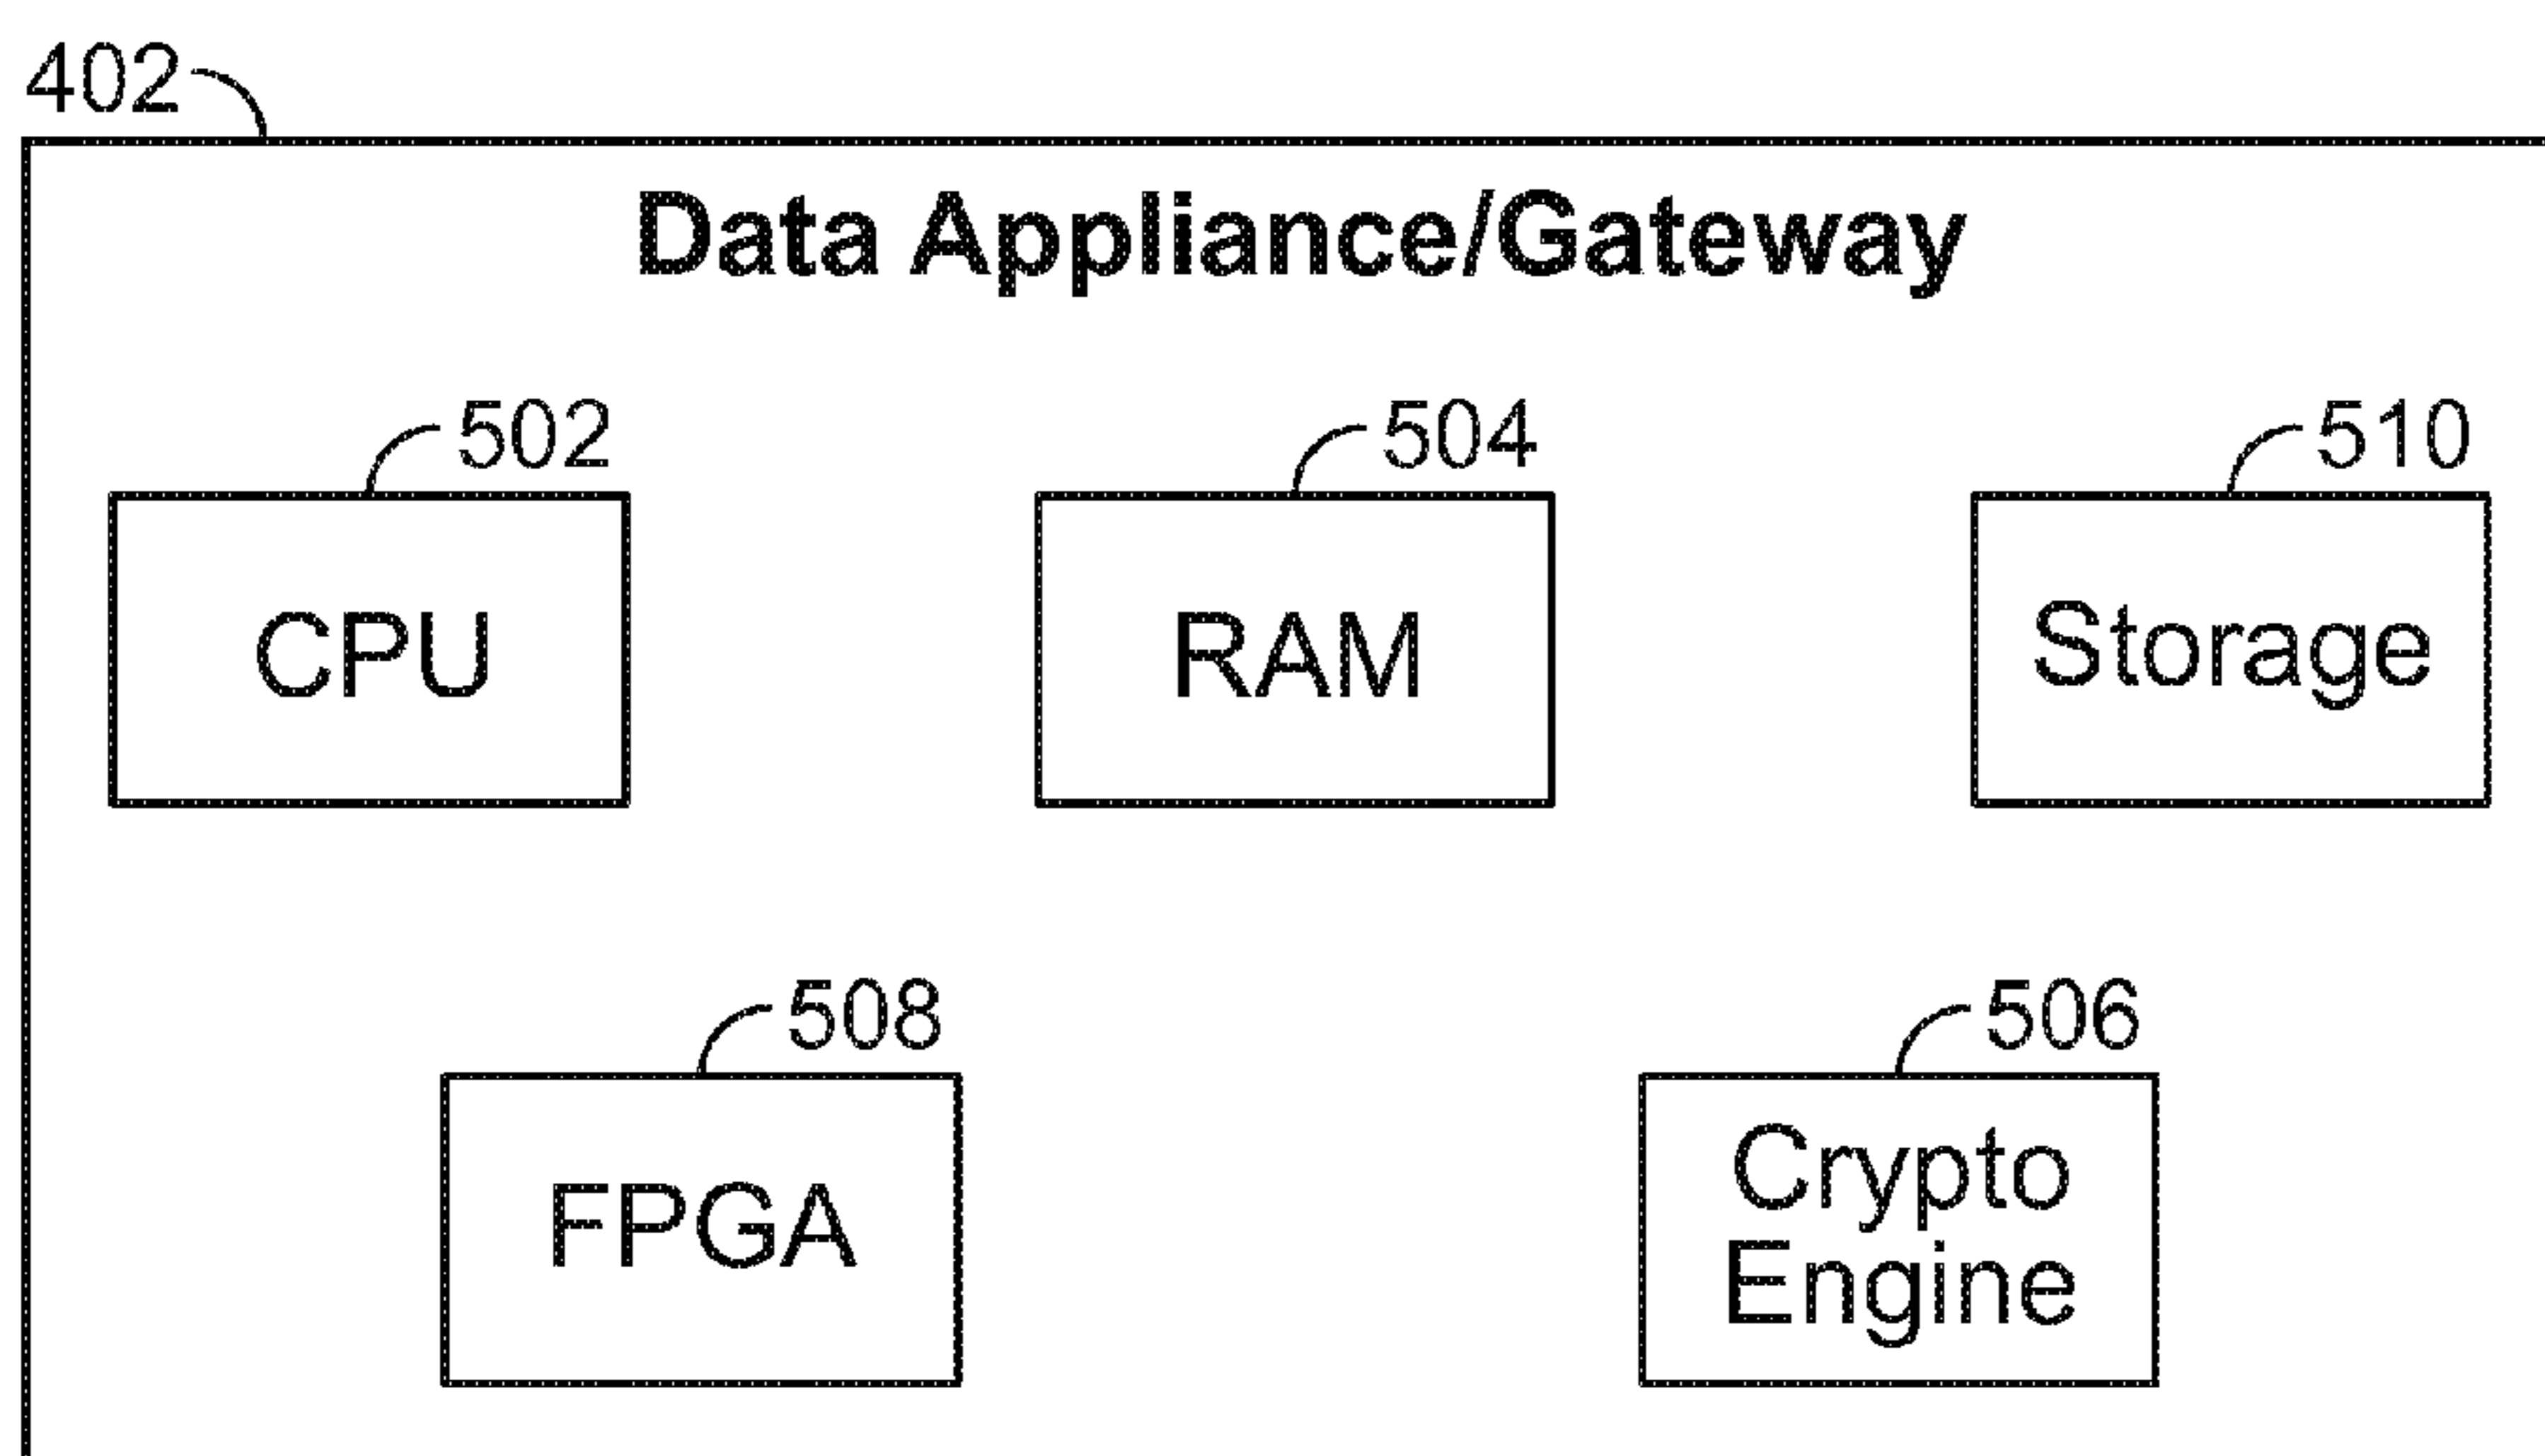 402
Data Appliance/Gateway
502
504
510
CPU
RAM
Storage
508
506
FPGA
Crypto
Engine